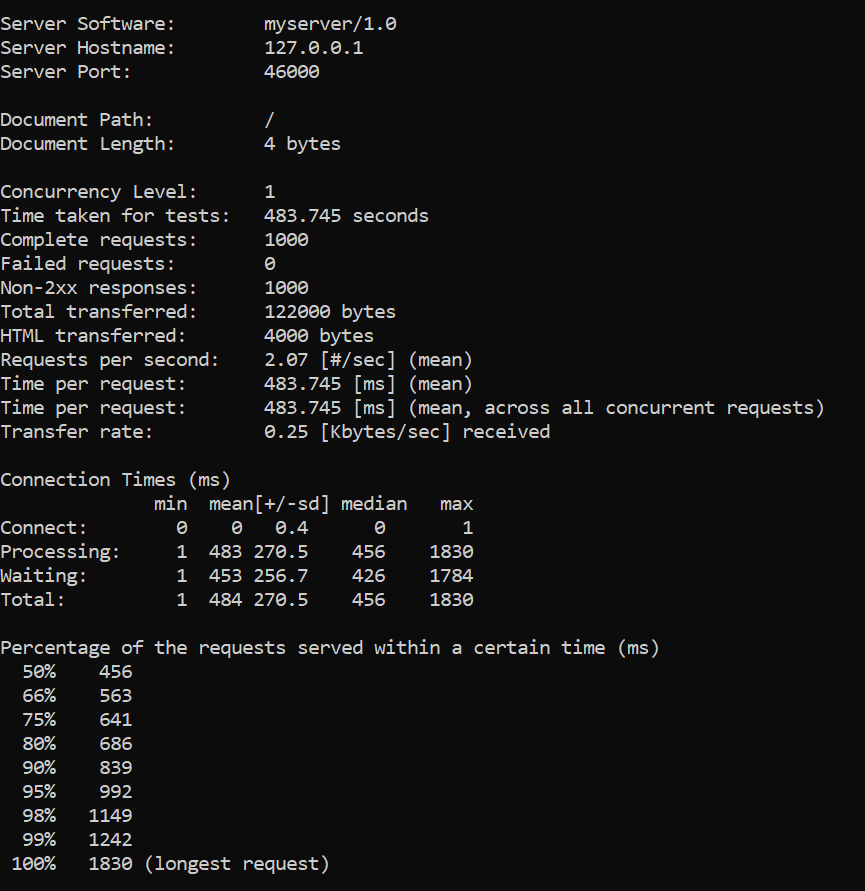 Server Software:        myserver/1.0
Server Hostname:        127.0.0.1
Server Port:            46000

Document Path:          /
Document Length:        4 bytes

Concurrency Level:      1
Time taken for tests:   483.745 seconds
Complete requests:      1000
Failed requests:        0
Non-2xx responses:      1000
Total transferred:      122000 bytes
HTML transferred:       4000 bytes
Requests per second:    2.07 [#/sec] (mean)
Time per request:       483.745 [ms] (mean)
Time per request:       483.745 [ms] (mean, across all concurrent requests)
Transfer rate:          0.25 [Kbytes/sec] received

Connection Times (ms)
              min  mean[+/-sd] median   max
Connect:        0    0   0.4      0       1
Processing:     1  483 270.5    456    1830
Waiting:        1  453 256.7    426    1784
Total:          1  484 270.5    456    1830

Percentage of the requests served within a certain time (ms)
  50%    456
  66%    563
  75%    641
  80%    686
  90%    839
  95%    992
  98%   1149
  99%   1242
 100%   1830 (longest request)